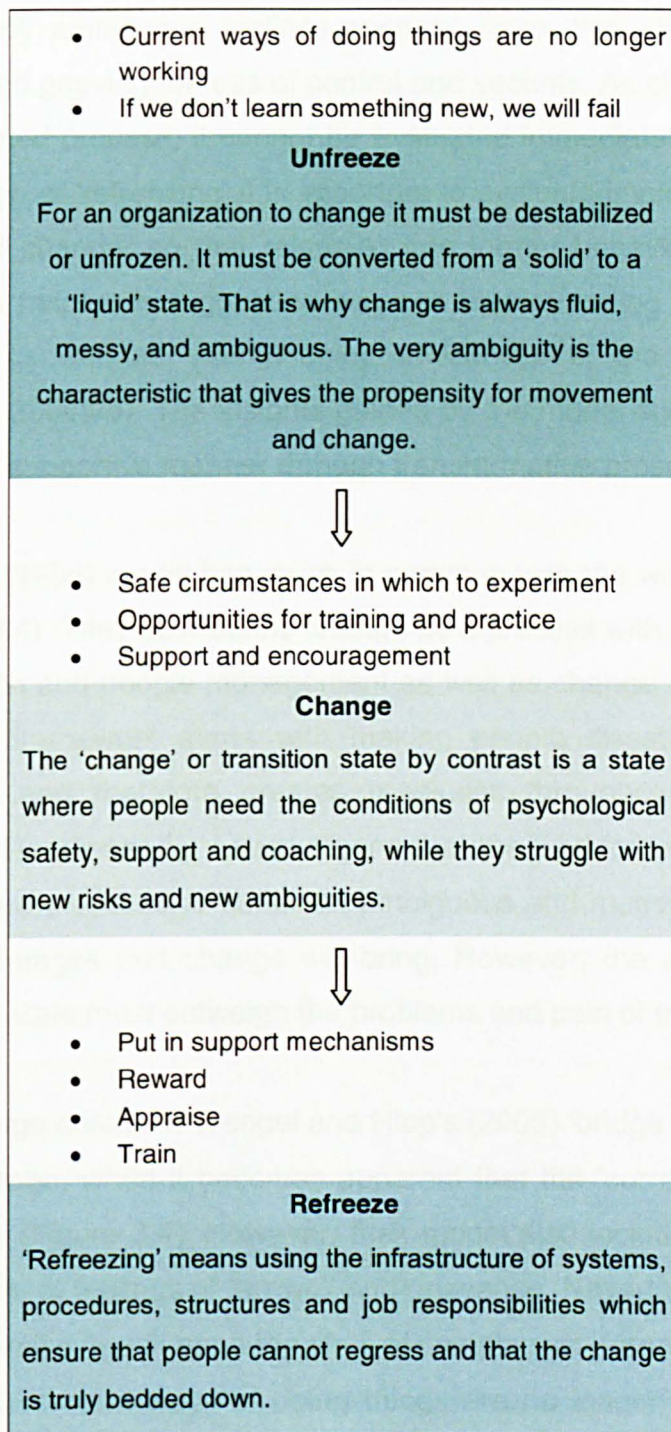 • Current ways of doing things are no longer
working
• If we don't learn something new, we will fail
Unfreeze
For an organization to change it must be destabilized
or unfrozen. It must be converted from a 'solid' to a
'liquid' state. That is why change is always fluid,
messy, and ambiguous. The very ambiguity is the
characteristic that gives the propensity for movement
and change.
• Safe circumstances in which to experiment
• Opportunities for training and practice
• Support and encouragement
Change
The 'change' or transition state by contrast is a state
where people need the conditions of psychological
safety, support and coaching, while they struggle with
new risks and new ambiguities.
• Put in support mechanisms
• Reward
• Appraise
• Train
Refreeze
'Refreezing' means using the infrastructure of systems,
procedures, structures and job responsibilities which
ensure that people cannot regress and that the change
is truly bedded down.